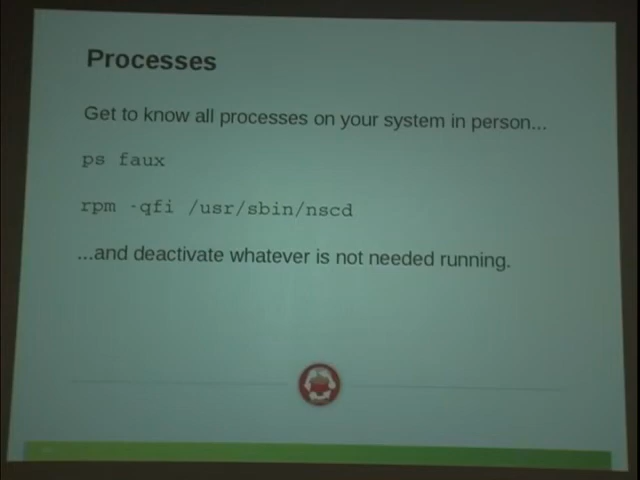 Processes
Get to know all processes on your system in person...
ps faux
rpm -qfi /usr/sbin/nscd
...and deactivate whatever is not needed running.